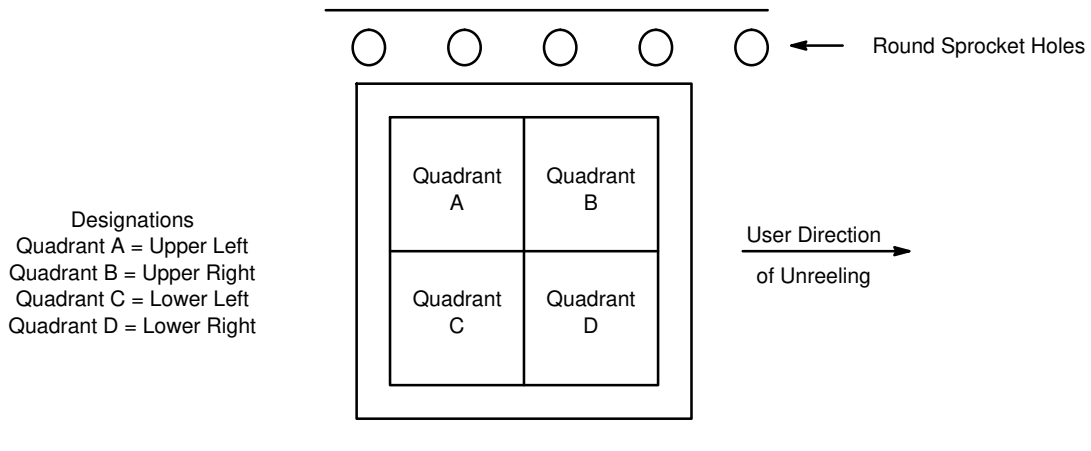 Round Sprocket Holes
Quadrant
A
Quadrant
B
Designations
Quadrant A = Upper Left
Quadrant B = Upper Right
Quadrant C = Lower Left
Quadrant D = Lower Right
User Direction
of Unreeling
Quadrant
C
Quadrant
D